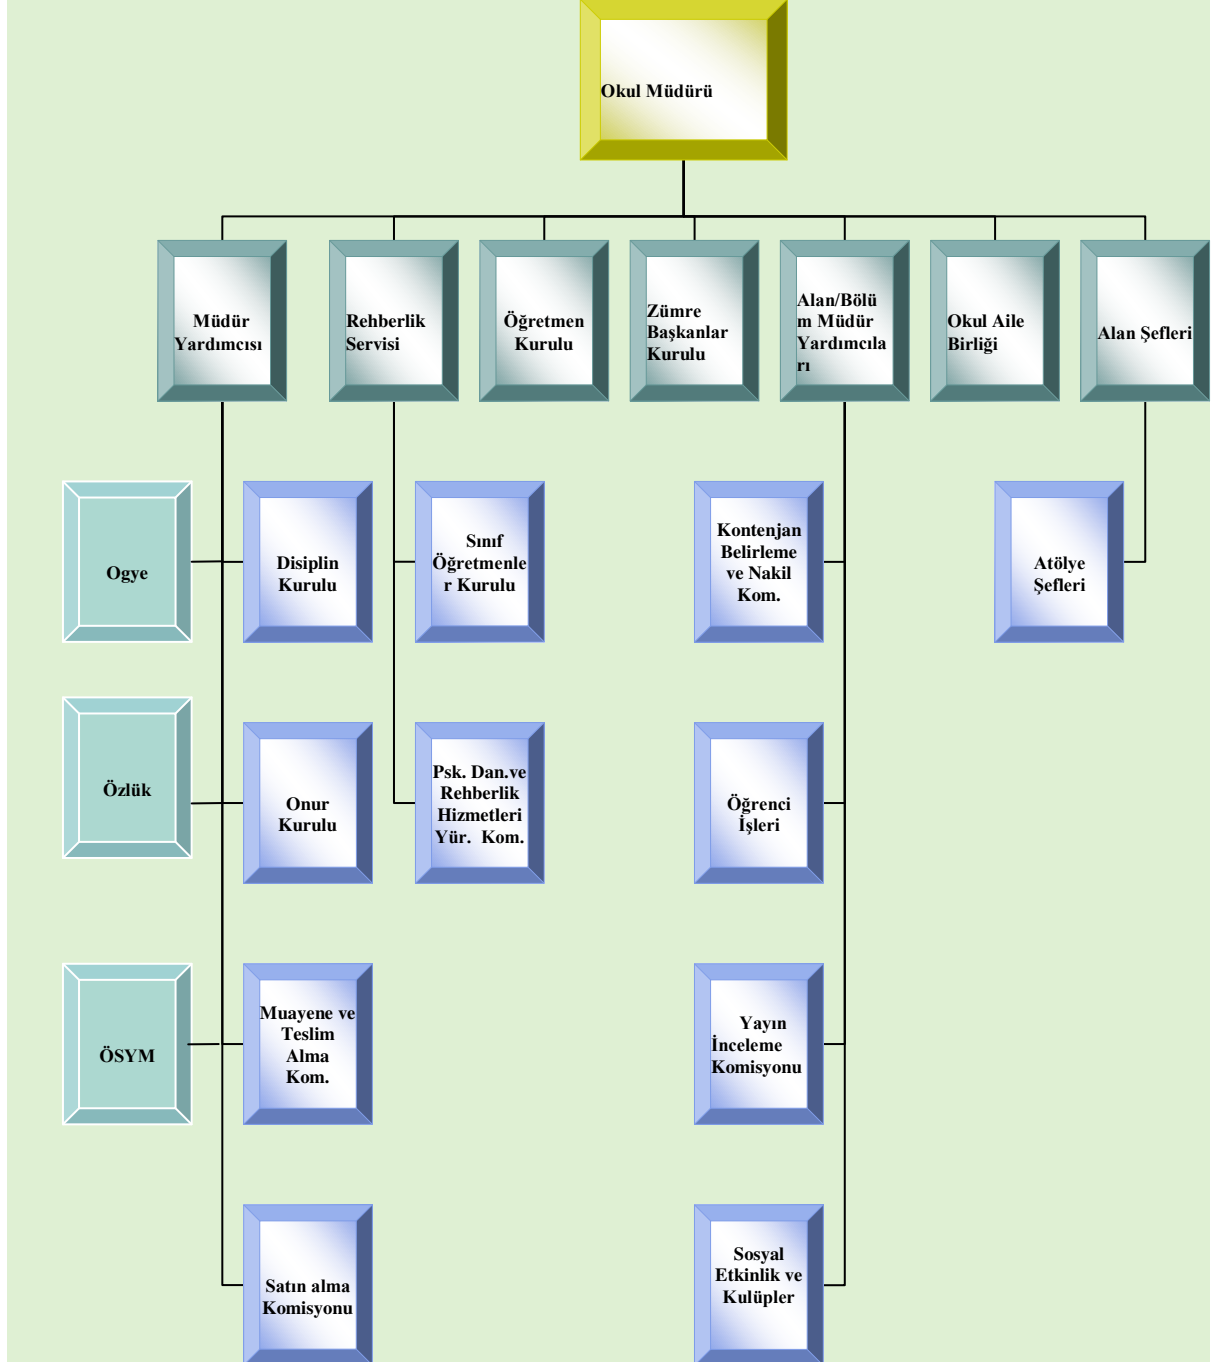 Okul Müdürü
Müdür
Yardımcısı
Rehberlik
Servisi
Öğretmen
Kurulu
Zümre
Başkanlar
Kurulu
Alan/Bölü
m Müdür
Yardımcıla
rı
Okul Aile
Birliği
Alan Şefleri
Ogye
Disiplin
Kurulu
Sınıf
Öğretmenle
r Kurulu
Kontenjan
Belirleme
ve Nakil
Kom.
Atölye
Şefleri
Özlük
Onur
Kurulu
Psk. Dan.ve
Rehberlik
Hizmetleri
Yür. Kom.
Öğrenci
İşleri
ÖSYM
Muayene ve
Teslim
Alma
Kom.
Yayın
İnceleme
Komisyonu
Satın alma
Komisyonu
Sosyal
Etkinlik ve
Kulüpler